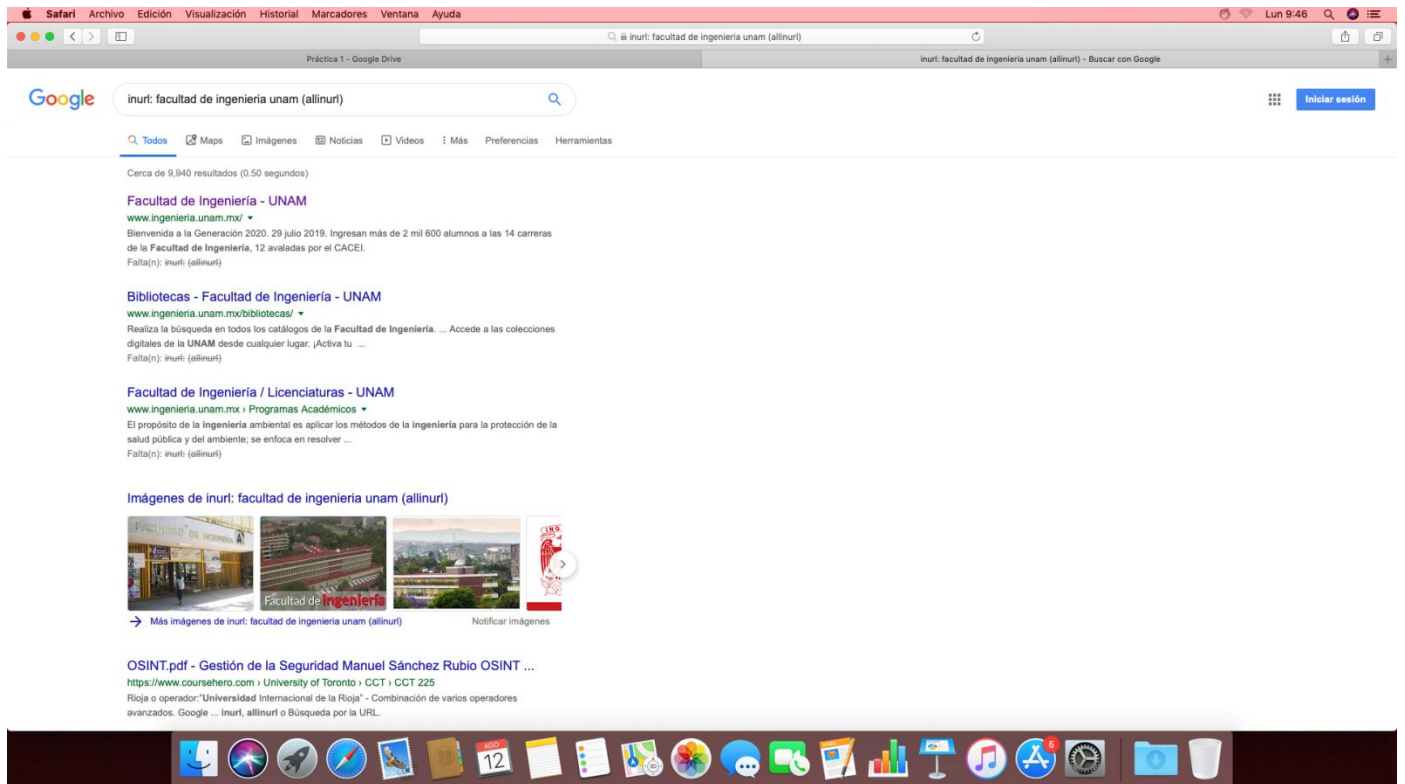 Safari Archivo Edición Visualización Historial Marcadores Ventana Ayuda Lun 9:46
inurl: facultad de ingenieria unam (allinurl)
Práctica 1 - Google Drive inurl: facultad de ingenieria unam (allinurl) - Buscar con Google
Google inurl: facultad de ingenieria unam (allinurl) Iniciar sesión
Todos Maps Imágenes Noticias Videos Más Preferencias Herramientas
Cerca de 9,940 resultados (0.50 segundos)
Facultad de Ingeniería - UNAM
www.ingenieria.unam.mx/
Bienvenida a la Generación 2020. 29 julio 2019. Ingresan más de 2 mil 600 alumnos a las 14 carreras
de la Facultad de Ingeniería, 12 avaladas por el CACEI.
Falta(n): inurl: (allinurl)
Bibliotecas - Facultad de Ingeniería - UNAM
www.ingenieria.unam.mx/bibliotecas/
Realiza la búsqueda en todos los catálogos de la Facultad de Ingeniería. ... Accede a las colecciones
digitales de la UNAM desde cualquier lugar. ¡Activa tu ...
Falta(n): inurl: (allinurl)
Facultad de Ingeniería / Licenciaturas - UNAM
www.ingenieria.unam.mx › Programas Académicos
El propósito de la ingeniería ambiental es aplicar los métodos de la ingeniería para la protección de la
salud pública y del ambiente; se enfoca en resolver ...
Falta(n): inurl: (allinurl)
Imágenes de inurl: facultad de ingenieria unam (allinurl)
FACULTAD DE INGENIERIA
Facultad de Ingeniería
Más imágenes de inurl: facultad de ingenieria unam (allinurl) Notificar imágenes
OSINT.pdf - Gestión de la Seguridad Manuel Sánchez Rubio OSINT ...
https://www.coursehero.com › University of Toronto › CCT › CCT 225
Rioja o operador:"Universidad Internacional de la Rioja" - Combinación de varios operadores
avanzados. Google ... inurl, allinurl o Búsqueda por la URL.
AGO
12
6